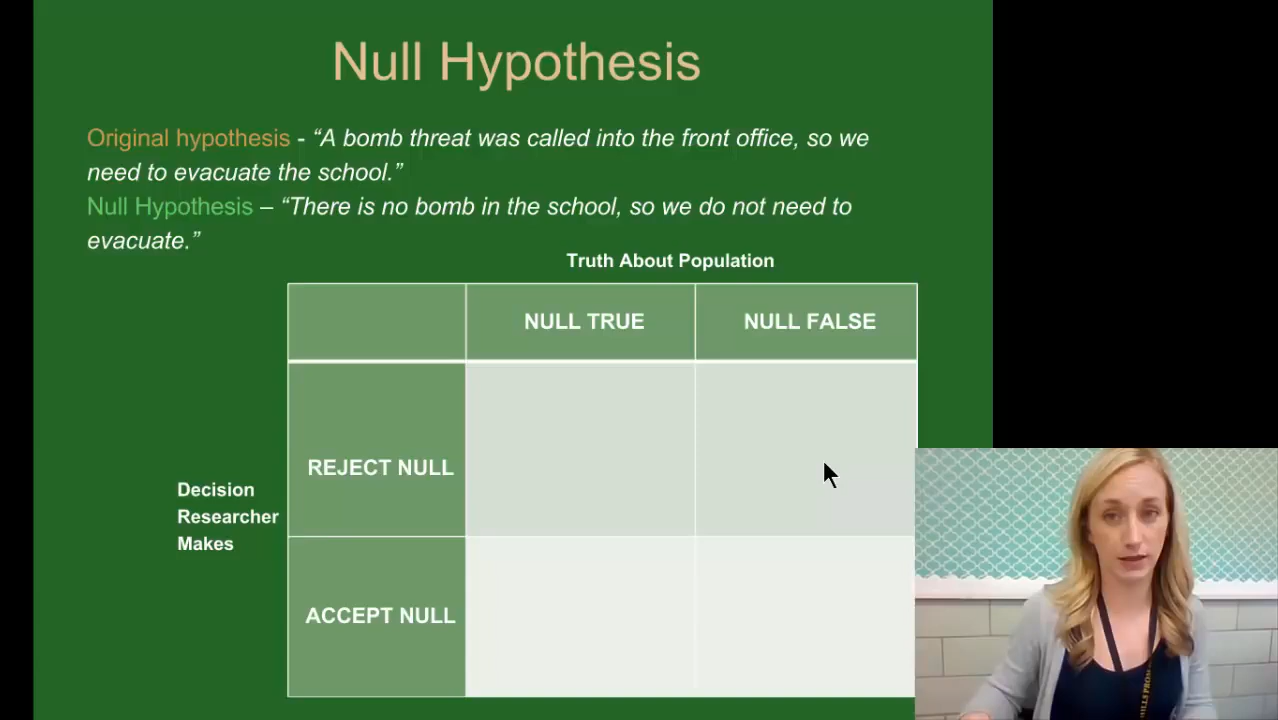 Null Hypothesis
Original hypothesis - “A bomb threat was called into the front office, so we
need to evacuate the school.”
Null Hypothesis – “There is no bomb in the school, so we do not need to
evacuate.”
Truth About Population
NULL TRUE
NULL FALSE
Decision
Researcher
Makes
REJECT NULL
ACCEPT NULL